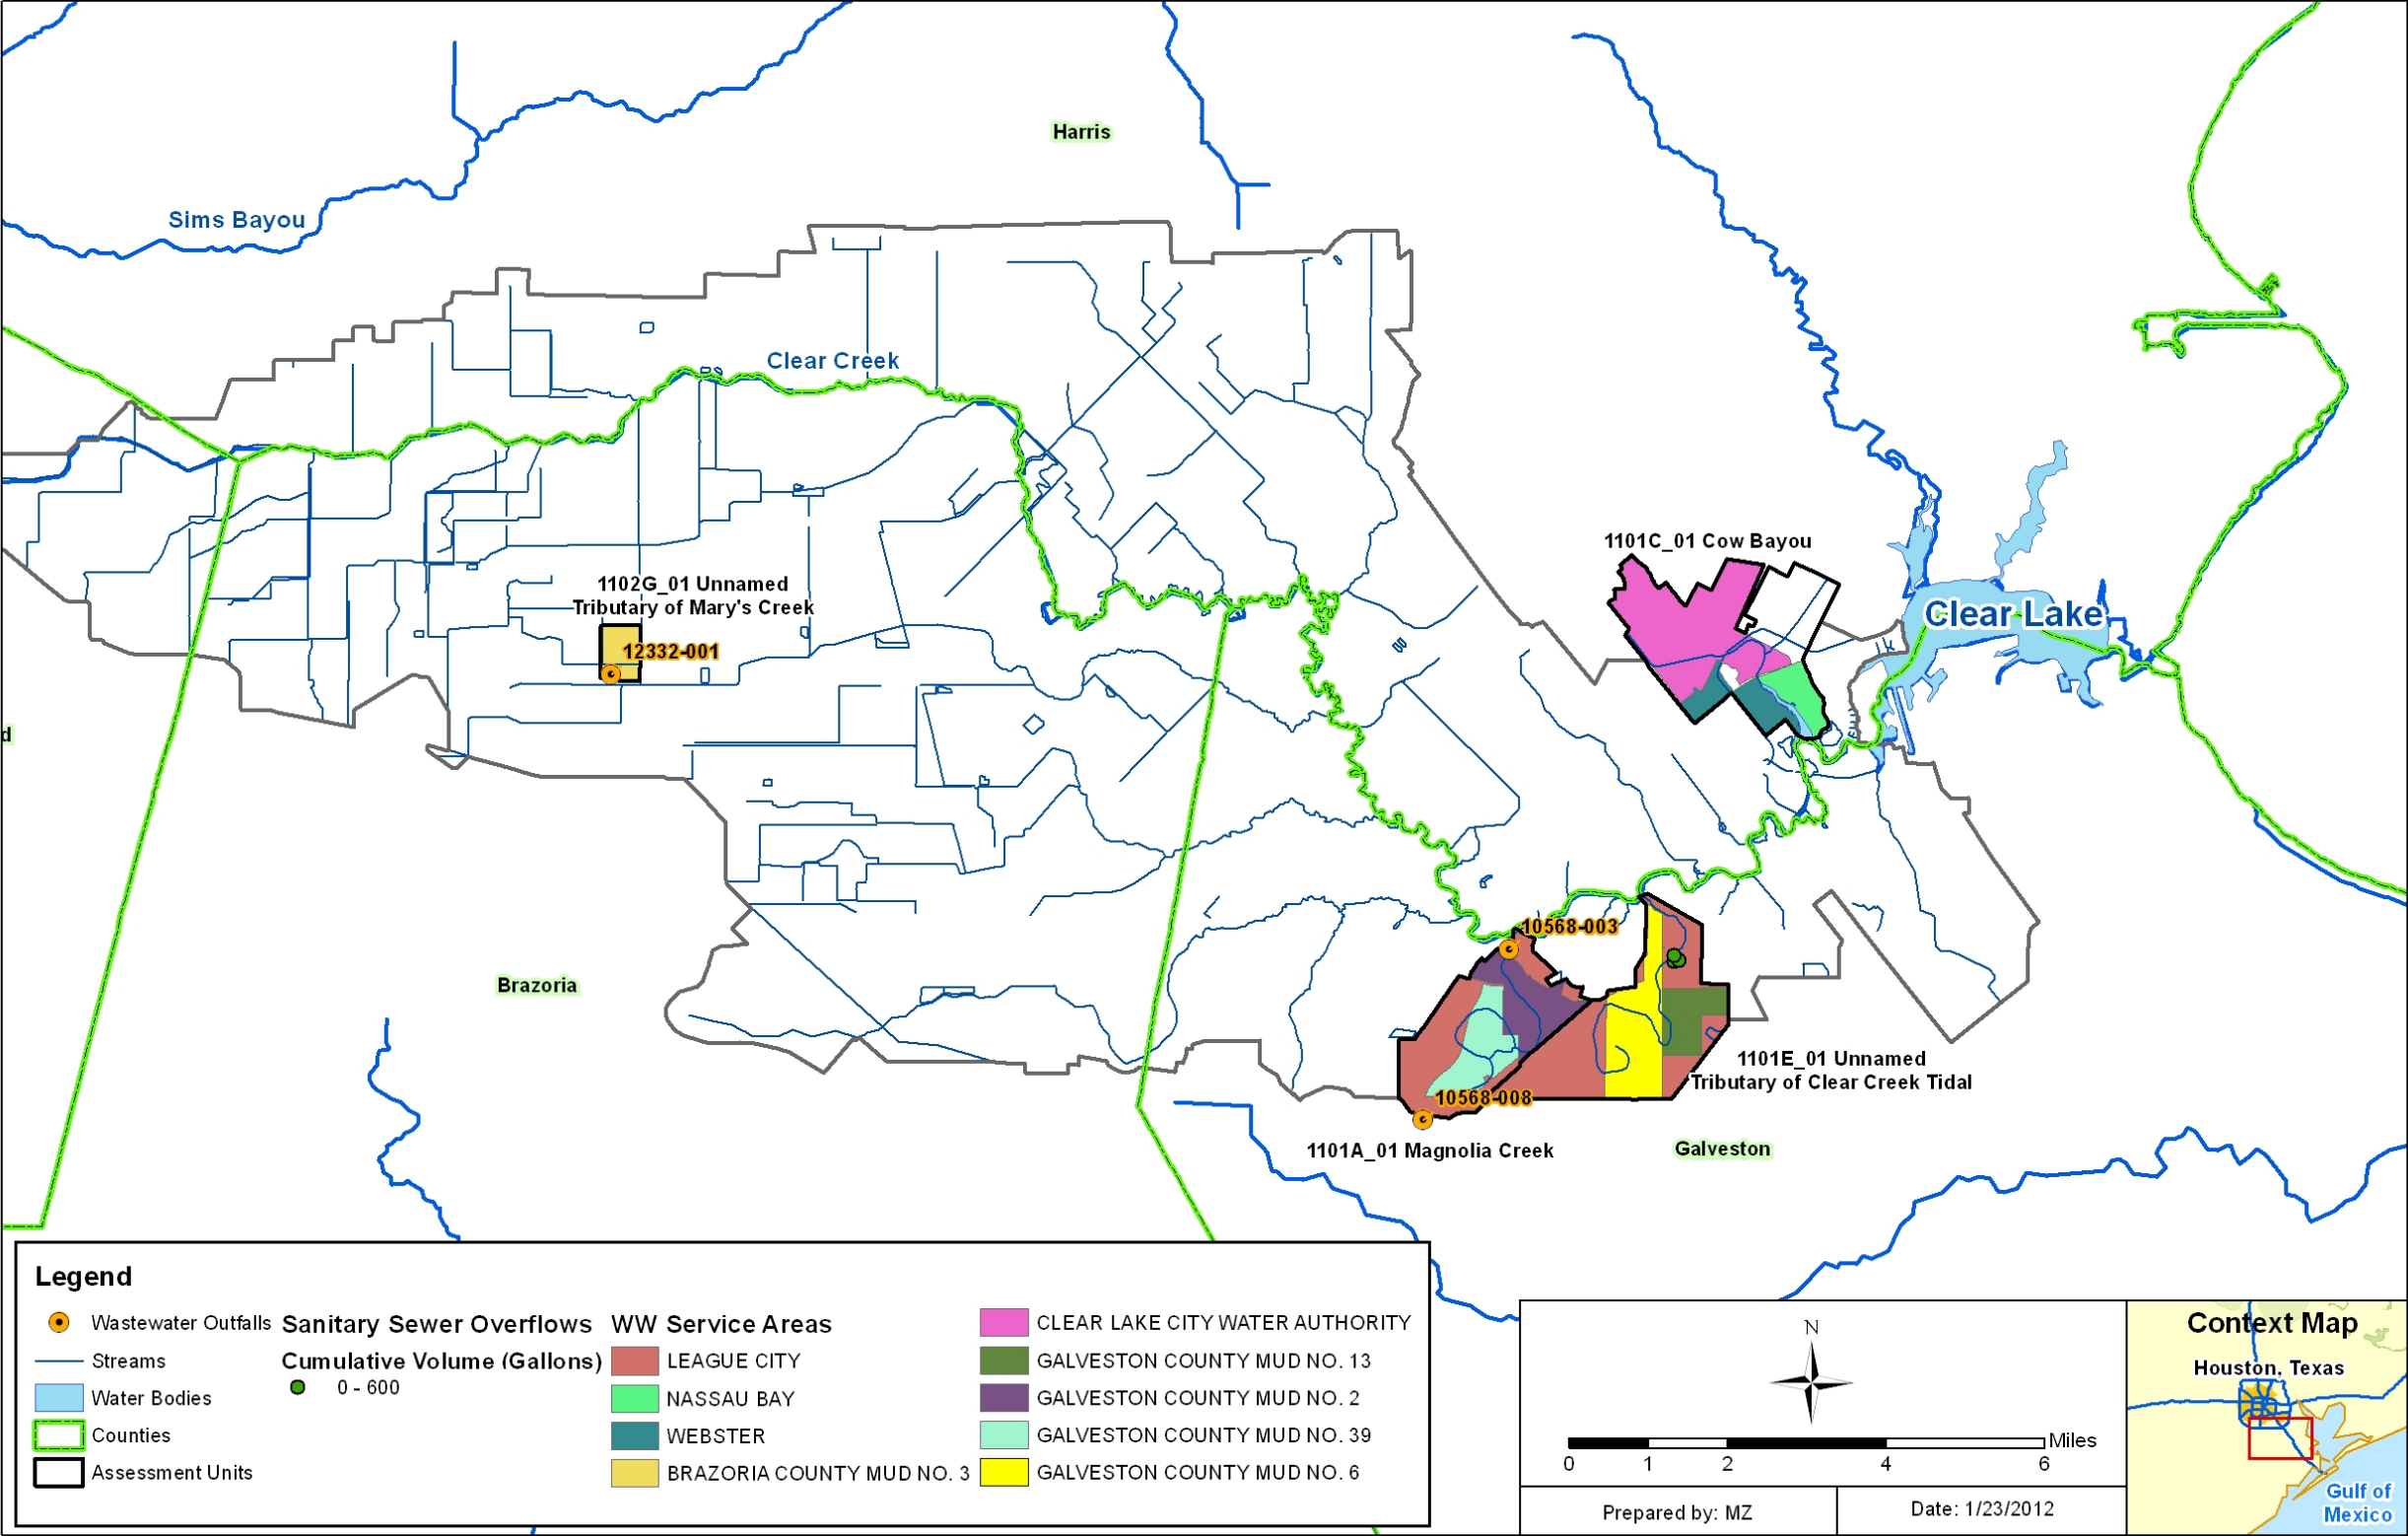 Harris
Sims Bayou
Clear Creek
1101C_01 Cow Bayou
1102G_01 Unnamed
Tributary of Mary's Creek
Clear Lake
12332-001
d
10568-003
Brazoria
1101E_01 Unnamed
Tributary of Clear Creek Tidal
10568-008
1101A_01 Magnolia Creek
Galveston
Legend
Wastewater Outfalls
Streams
Water Bodies
Counties
Assessment Units
Sanitary Sewer Overflows
Cumulative Volume (Gallons)
0 - 600
WW Service Areas
LEAGUE CITY
NASSAU BAY
WEBSTER
BRAZORIA COUNTY MUD NO. 3
CLEAR LAKE CITY WATER AUTHORITY
GALVESTON COUNTY MUD NO. 13
GALVESTON COUNTY MUD NO. 2
GALVESTON COUNTY MUD NO. 39
GALVESTON COUNTY MUD NO. 6
N
Miles
0 1 2 4 6
Prepared by: MZ
Date: 1/23/2012
Context Map
Houston, Texas
Gulf of
Mexico